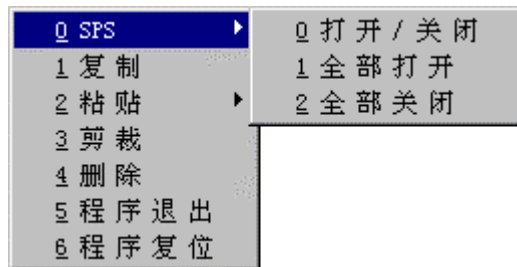 0 SPS
1 复制
2 粘贴
3 剪裁
4 删除
5 程序退出
6 程序复位
0 打开/关闭
1 全部打开
2 全部关闭